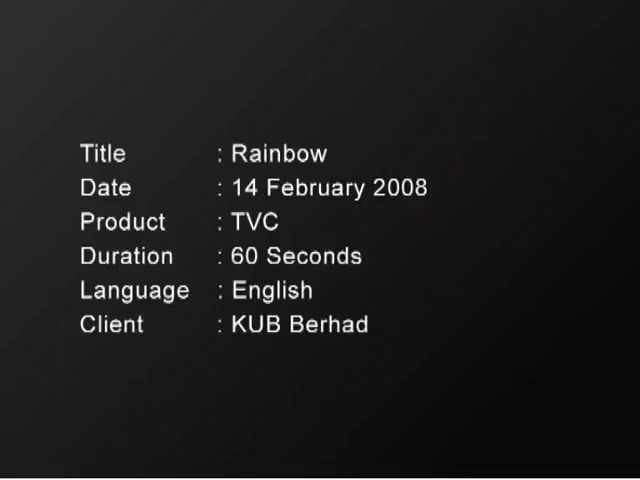 Title : Rainbow
Date : 14 February 2008
Product : TVC
Duration : 60 Seconds
Language : English
Client : KUB Berhad